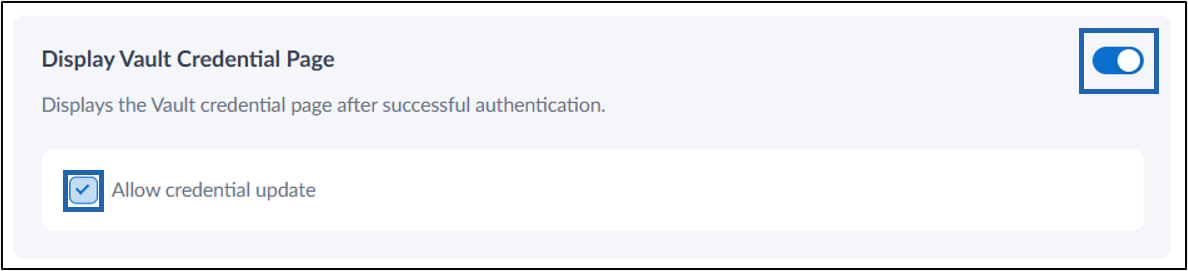 Display Vault Credential Page
Displays the Vault credential page after successful authentication.
Allow credential update